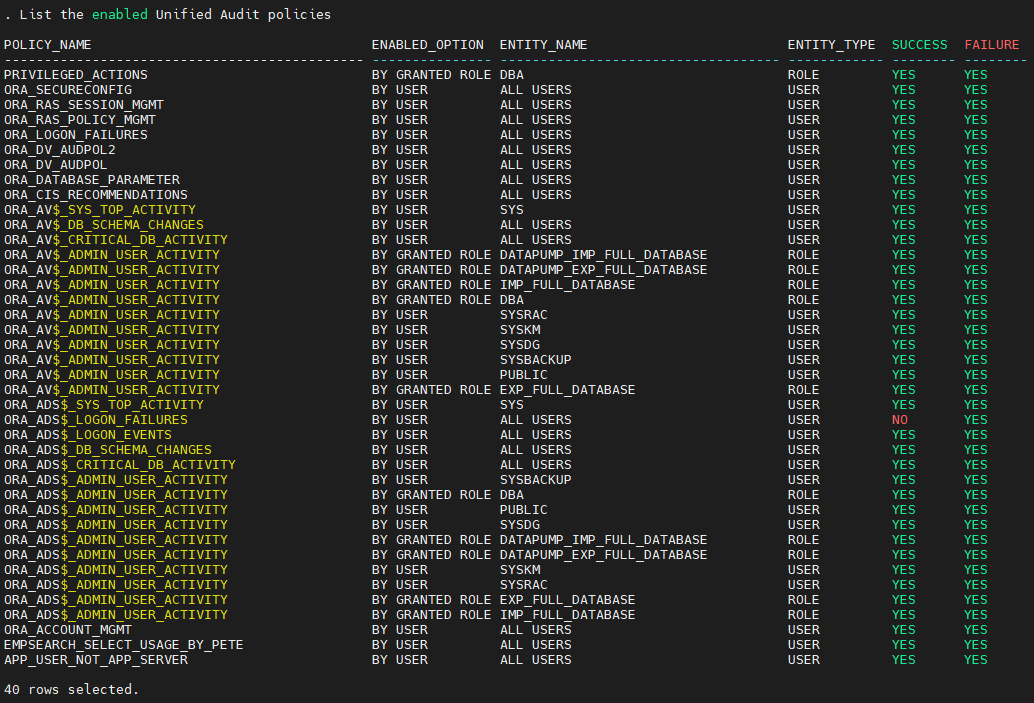 . List the enabled Unified Audit policies
POLICY_NAME ENABLED_OPTION ENTITY_NAME ENTITY_TYPE SUCCESS FAILURE
--------------------------------------------- --------------- ----------------------------------- ------------ -------- --------
PRIVILEGED_ACTIONS BY GRANTED ROLE DBA ROLE YES YES
ORA_SECURECONFIG BY USER ALL USERS USER YES YES
ORA_RAS_SESSION_MGMT BY USER ALL USERS USER YES YES
ORA_RAS_POLICY_MGMT BY USER ALL USERS USER YES YES
ORA_LOGON_FAILURES BY USER ALL USERS USER YES YES
ORA_DV_AUDPOL2 BY USER ALL USERS USER YES YES
ORA_DV_AUDPOL BY USER ALL USERS USER YES YES
ORA_DATABASE_PARAMETER BY USER ALL USERS USER YES YES
ORA_CIS_RECOMMENDATIONS BY USER ALL USERS USER YES YES
ORA_AV$_SYS_TOP_ACTIVITY BY USER SYS USER YES YES
ORA_AV$_DB_SCHEMA_CHANGES BY USER ALL USERS USER YES YES
ORA_AV$_CRITICAL_DB_ACTIVITY BY USER ALL USERS USER YES YES
ORA_AV$_ADMIN_USER_ACTIVITY BY GRANTED ROLE DATAPUMP_IMP_FULL_DATABASE ROLE YES YES
ORA_AV$_ADMIN_USER_ACTIVITY BY GRANTED ROLE DATAPUMP_EXP_FULL_DATABASE ROLE YES YES
ORA_AV$_ADMIN_USER_ACTIVITY BY GRANTED ROLE IMP_FULL_DATABASE ROLE YES YES
ORA_AV$_ADMIN_USER_ACTIVITY BY GRANTED ROLE DBA ROLE YES YES
ORA_AV$_ADMIN_USER_ACTIVITY BY USER SYSRAC USER YES YES
ORA_AV$_ADMIN_USER_ACTIVITY BY USER SYSKM USER YES YES
ORA_AV$_ADMIN_USER_ACTIVITY BY USER SYSDG USER YES YES
ORA_AV$_ADMIN_USER_ACTIVITY BY USER SYSBACKUP USER YES YES
ORA_AV$_ADMIN_USER_ACTIVITY BY USER PUBLIC USER YES YES
ORA_AV$_ADMIN_USER_ACTIVITY BY GRANTED ROLE EXP_FULL_DATABASE ROLE YES YES
ORA_ADS$_SYS_TOP_ACTIVITY BY USER SYS USER YES YES
ORA_ADS$_LOGON_FAILURES BY USER ALL USERS USER NO YES
ORA_ADS$_LOGON_EVENTS BY USER ALL USERS USER YES YES
ORA_ADS$_DB_SCHEMA_CHANGES BY USER ALL USERS USER YES YES
ORA_ADS$_CRITICAL_DB_ACTIVITY BY USER ALL USERS USER YES YES
ORA_ADS$_ADMIN_USER_ACTIVITY BY USER SYSBACKUP USER YES YES
ORA_ADS$_ADMIN_USER_ACTIVITY BY GRANTED ROLE DBA ROLE YES YES
ORA_ADS$_ADMIN_USER_ACTIVITY BY USER PUBLIC USER YES YES
ORA_ADS$_ADMIN_USER_ACTIVITY BY USER SYSDG USER YES YES
ORA_ADS$_ADMIN_USER_ACTIVITY BY GRANTED ROLE DATAPUMP_IMP_FULL_DATABASE ROLE YES YES
ORA_ADS$_ADMIN_USER_ACTIVITY BY GRANTED ROLE DATAPUMP_EXP_FULL_DATABASE ROLE YES YES
ORA_ADS$_ADMIN_USER_ACTIVITY BY USER SYSKM USER YES YES
ORA_ADS$_ADMIN_USER_ACTIVITY BY USER SYSRAC USER YES YES
ORA_ADS$_ADMIN_USER_ACTIVITY BY GRANTED ROLE EXP_FULL_DATABASE ROLE YES YES
ORA_ADS$_ADMIN_USER_ACTIVITY BY GRANTED ROLE IMP_FULL_DATABASE ROLE YES YES
ORA_ACCOUNT_MGMT BY USER ALL USERS USER YES YES
EMPSEARCH_SELECT_USAGE_BY_PETE BY USER ALL USERS USER YES YES
APP_USER_NOT_APP_SERVER BY USER ALL USERS USER YES YES
40 rows selected.